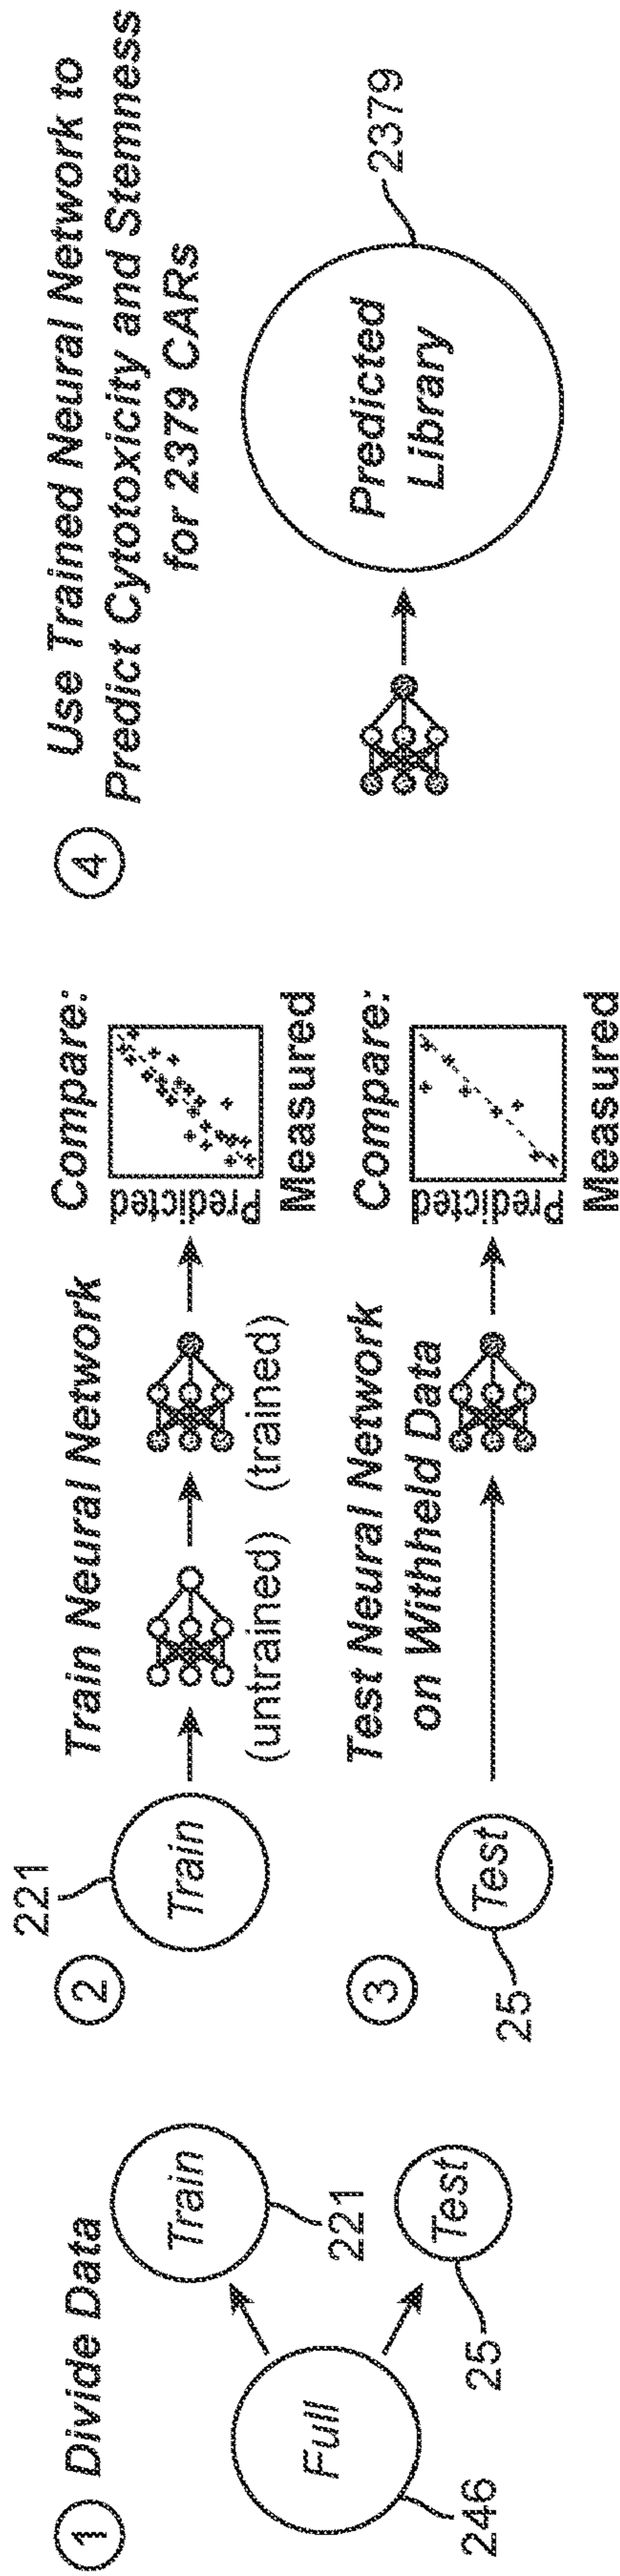 1 Divide Data
Full
246
Train
221
Test
25
2 Train Neural Network
221
Train
(untrained)
(trained)
Compare:
Predicted
Measured
3 Test Neural Network
on Withheld Data
Test
25
Compare:
Predicted
Measured
4 Use Trained Neural Network to
Predict Cytotoxicity and Stemness
for 2379 CARs
Predicted
Library
2379